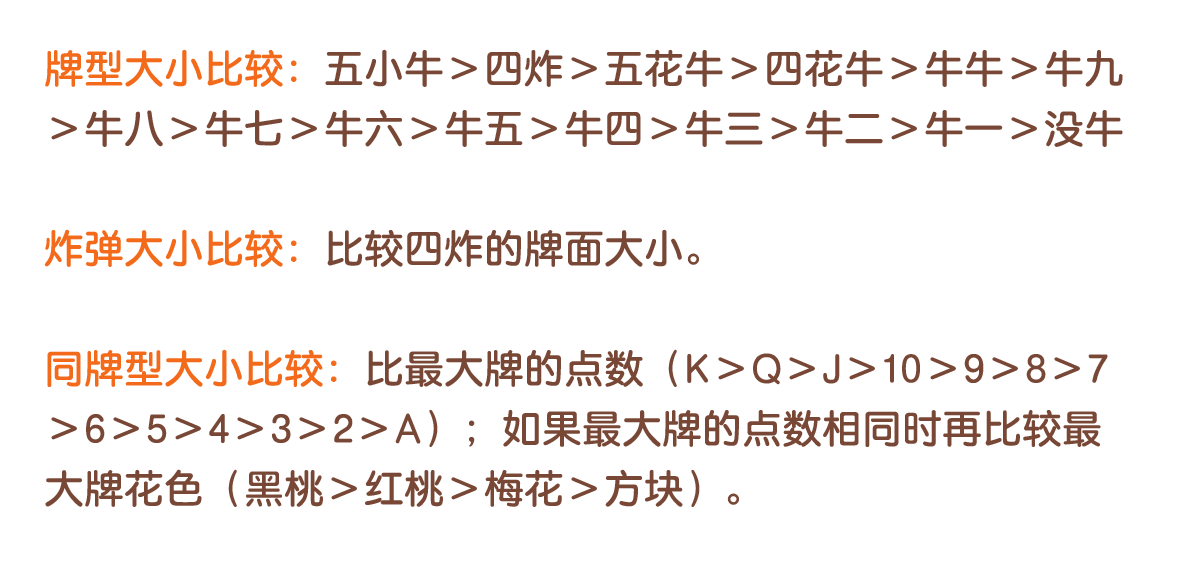 牌型大小比较：五小牛＞四炸＞五花牛＞四花牛＞牛牛＞牛九
＞牛八＞牛七＞牛六＞牛五＞牛四＞牛三＞牛二＞牛一＞没牛
炸弹大小比较：比较四炸的牌面大小。
同牌型大小比较：比最大牌的点数（K＞Q＞J＞10＞9＞8＞7
＞6＞5＞4＞3＞2＞A）；如果最大牌的点数相同时再比较最
大牌花色（黑桃＞红桃＞梅花＞方块）。